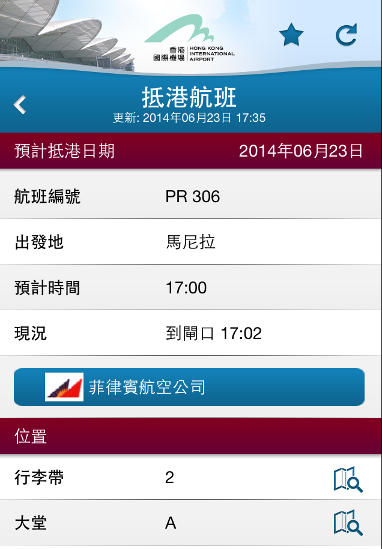 香港
國際機場
HONG KONG
INTERNATIONAL
AIRPORT
抵港航班
更新: 2014年06月23日 17:35
預計抵港日期 2014年06月23日
航班編號 PR 306
出發地 馬尼拉
預計時間 17:00
現況 到閘口 17:02
菲律賓航空公司
位置
行李帶 2
大堂 A